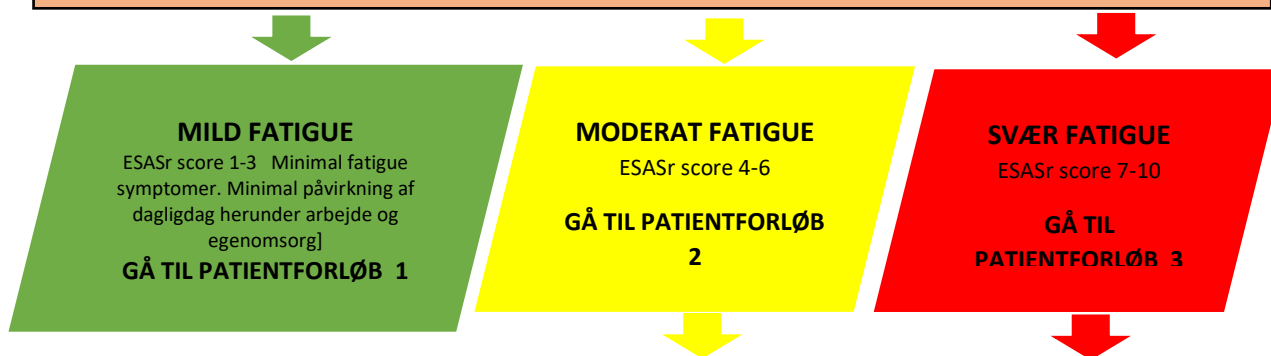 MILD FATIGUE
ESASr score 1-3   Minimal fatigue
symptomer. Minimal påvirkning af
dagligdag herunder arbejde og
egenomsorg]
GÅ TIL PATIENTFORLØB  1
MODERAT FATIGUE
ESASr score 4-6
GÅ TIL PATIENTFORLØB
2
SVÆR FATIGUE
ESASr score 7-10
GÅ TIL
PATIENTFORLØB  3